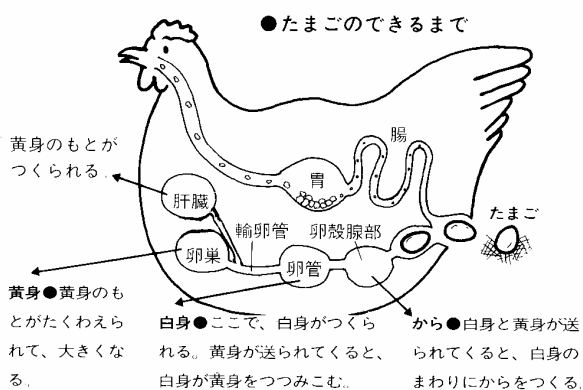 ●たまごのできるまで
黄身のもとが
つくられる.
肝臓
胃
腸
輸卵管
卵殻腺部
卵巣
卵管
たまご
黄身●黄身のも
とがたくわえら
れて、大きくな
る.
白身●ここで、白身がつくら
れる。黄身が送られてくると、
白身が黄身をつつみこむ.
から●白身と黄身が送
られてくると、白身の
まわりにからをつくる.